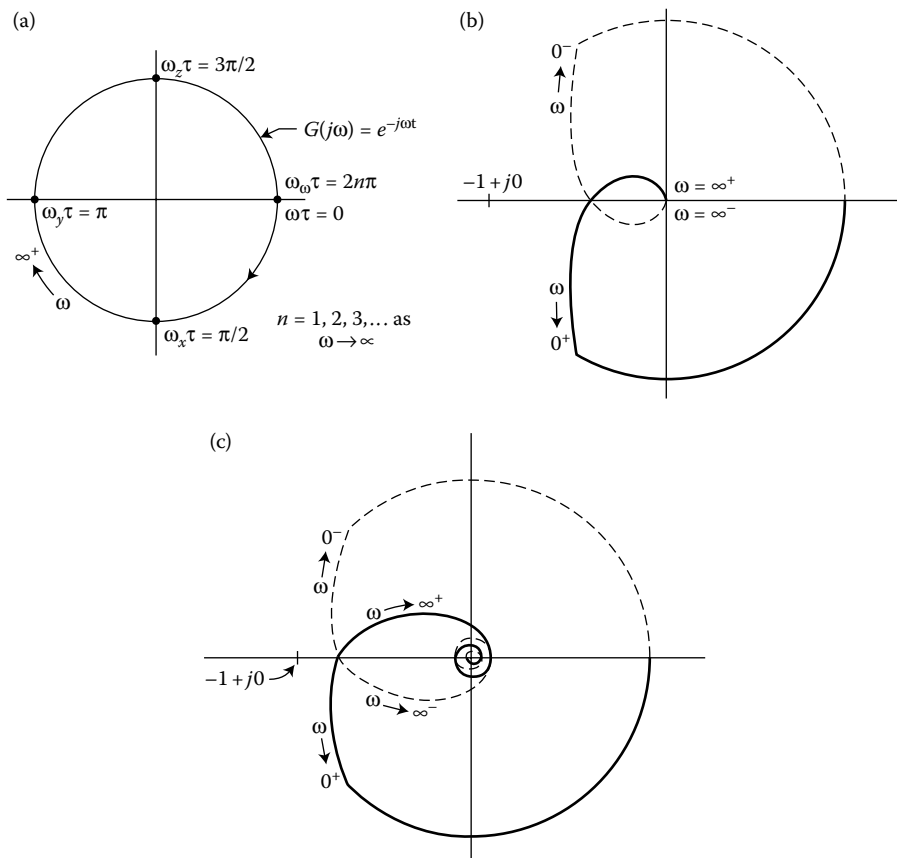 (a)
ω_zτ = 3π/2
G(jω) = e^{-jωt}
ω_ωτ = 2nπ
ωτ = 0
ω_yτ = π
∞⁺
ω
ω_xτ = π/2
n = 1, 2, 3,... as
ω → ∝
(b)
0⁻
ω
−1 + j0
ω = ∞⁺
ω = ∞⁻
ω
0⁺
(c)
0⁻
ω
ω → ∞⁺
−1 + j0
ω → ∞⁻
ω
0⁺